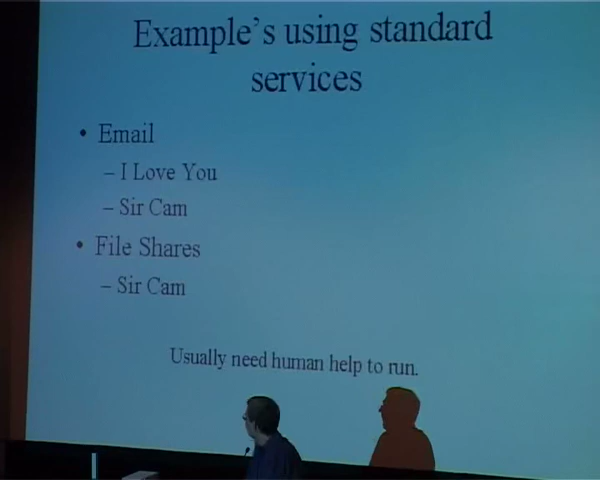 Example's using standard
services
• Email
– I Love You
– Sir Cam
• File Shares
– Sir Cam
Usually need human help to run.